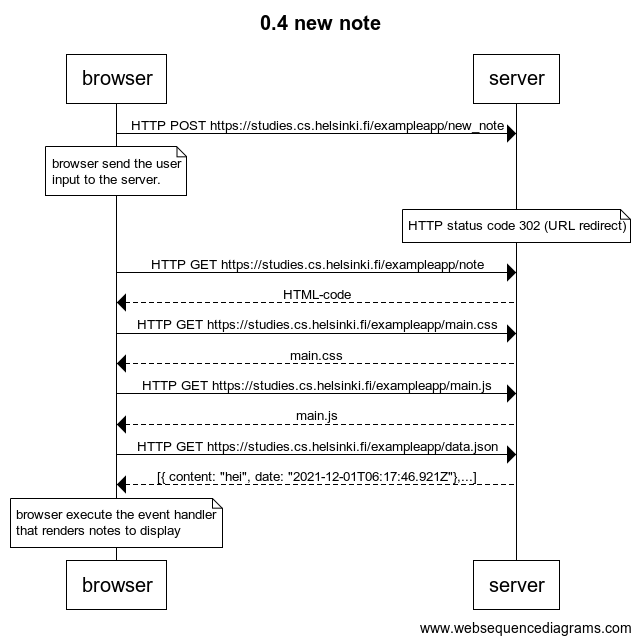 0.4 new note
browser
server
HTTP POST https://studies.cs.helsinki.fi/exampleapp/new_note
browser send the user
input to the server.
HTTP status code 302 (URL redirect)
HTTP GET https://studies.cs.helsinki.fi/exampleapp/note
HTML-code
HTTP GET https://studies.cs.helsinki.fi/exampleapp/main.css
main.css
HTTP GET https://studies.cs.helsinki.fi/exampleapp/main.js
main.js
HTTP GET https://studies.cs.helsinki.fi/exampleapp/data.json
[{ content: "hei", date: "2021-12-01T06:17:46.921Z"},...]
browser execute the event handler
that renders notes to display
browser
server
www.websequencediagrams.com